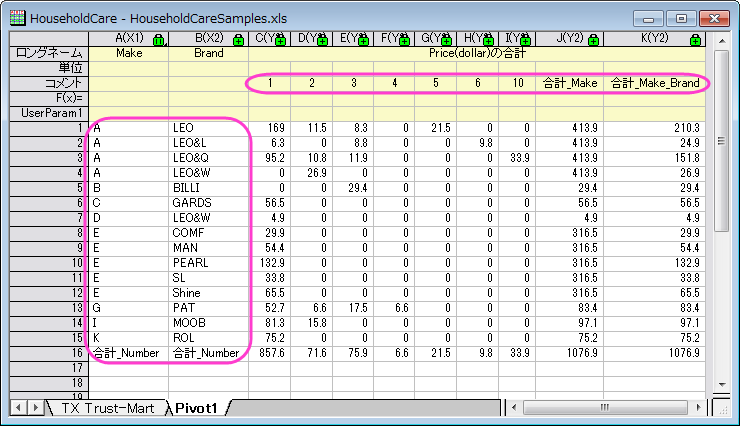 HouseholdCare - HouseholdCareSamples.xls
A(X1) B(X2) C(Y D(Y E(Y F(Y G(Y H(Y I(Y J(Y2) K(Y2)
ロングネーム Make Brand Price(dollar)の合計
単位
コメント 1 2 3 4 5 6 10 合計_Make 合計_Make_Brand
F(x)=
UserParam1
1 A LEO 169 11.5 8.3 0 21.5 0 0 413.9 210.3
2 A LEO&L 6.3 0 8.8 0 0 9.8 0 413.9 24.9
3 A LEO&Q 95.2 10.8 11.9 0 0 0 33.9 413.9 151.8
4 A LEO&W 0 26.9 0 0 0 0 0 413.9 26.9
5 B BILLI 0 0 29.4 0 0 0 0 29.4 29.4
6 C GARDS 56.5 0 0 0 0 0 0 56.5 56.5
7 D LEO&W 4.9 0 0 0 0 0 0 4.9 4.9
8 E COMF 29.9 0 0 0 0 0 0 316.5 29.9
9 E MAN 54.4 0 0 0 0 0 0 316.5 54.4
10 E PEARL 132.9 0 0 0 0 0 0 316.5 132.9
11 E SL 33.8 0 0 0 0 0 0 316.5 33.8
12 E Shine 65.5 0 0 0 0 0 0 316.5 65.5
13 G PAT 52.7 6.6 17.5 6.6 0 0 0 83.4 83.4
14 I MOOB 81.3 15.8 0 0 0 0 0 97.1 97.1
15 K ROL 75.2 0 0 0 0 0 0 75.2 75.2
16 合計_Number 合計_Number 857.6 71.6 75.9 6.6 21.5 9.8 33.9 1076.9 1076.9
17
18
19
TX Trust-Mart Pivot1